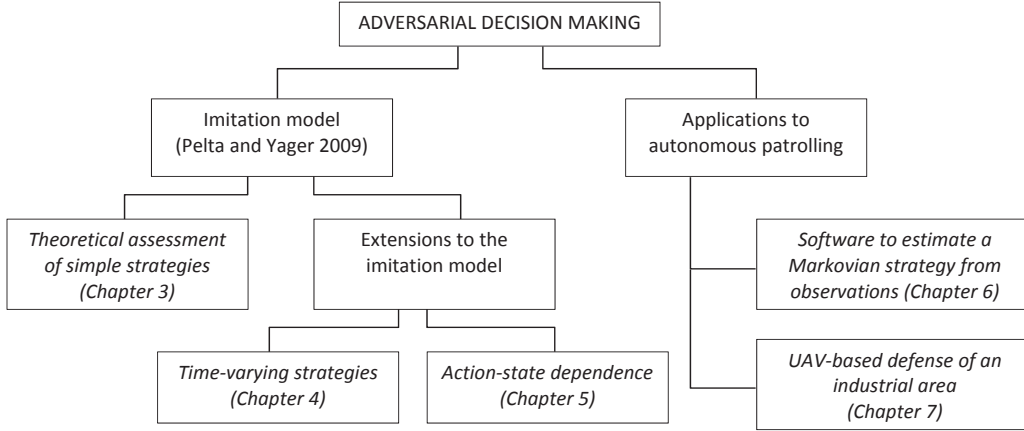 ADVERSARIAL DECISION MAKING
Imitation model
(Pelta and Yager 2009)
Applications to
autonomous patrolling
Theoretical assessment
of simple strategies
(Chapter 3)
Extensions to the
imitation model
Software to estimate a
Markovian strategy from
observations (Chapter 6)
Time-varying strategies
(Chapter 4)
Action-state dependence
(Chapter 5)
UAV-based defense of an
industrial area
(Chapter 7)